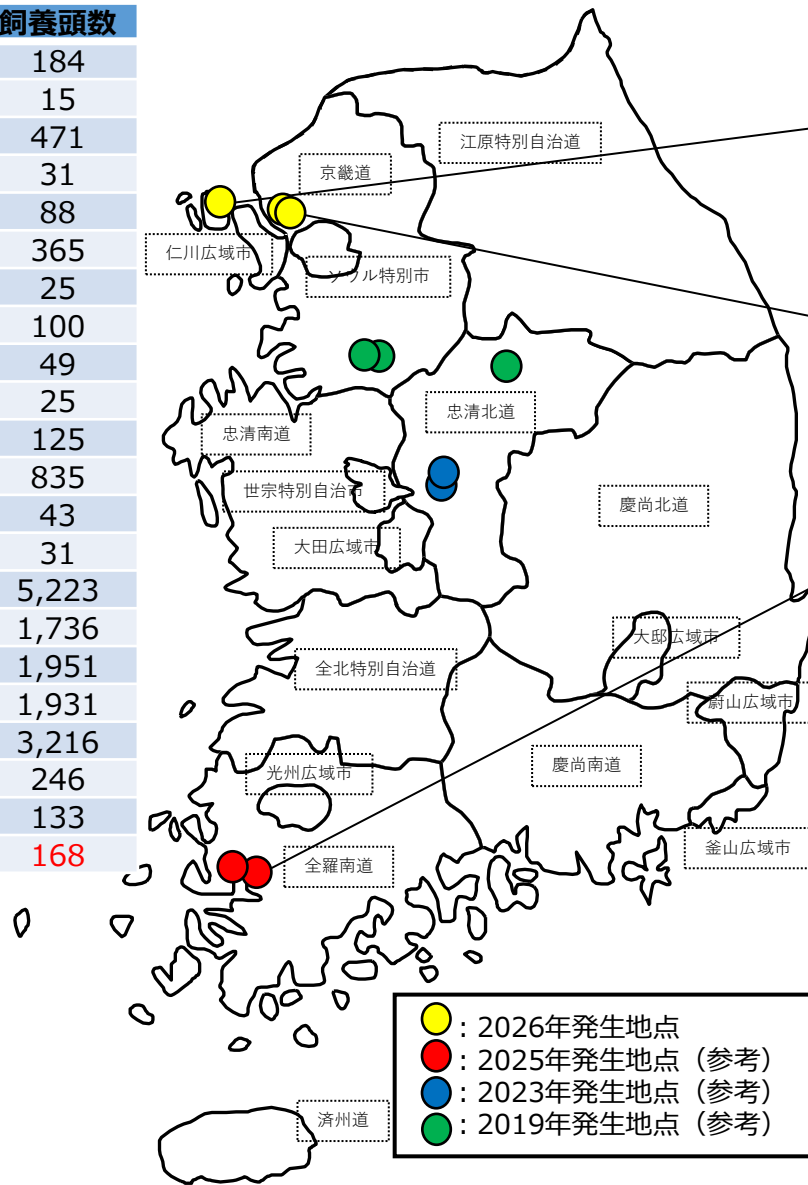 飼養頭数
184
15
471
31
88
365
25
100
49
25
125
835
43
31
5,223
1,736
1,951
1,931
3,216
246
133
168
江原特別自治道
京畿道
仁川広域市
ソウル特別市
忠清北道
忠清南道
世宗特別自治市
慶尚北道
大田広域市
大邸広域市
全北特別自治道
蔚山広域市
慶尚南道
光州広域市
釜山広域市
全羅南道
：2026年発生地点
：2025年発生地点（参考）
：2023年発生地点（参考）
：2019年発生地点（参考）
済州道